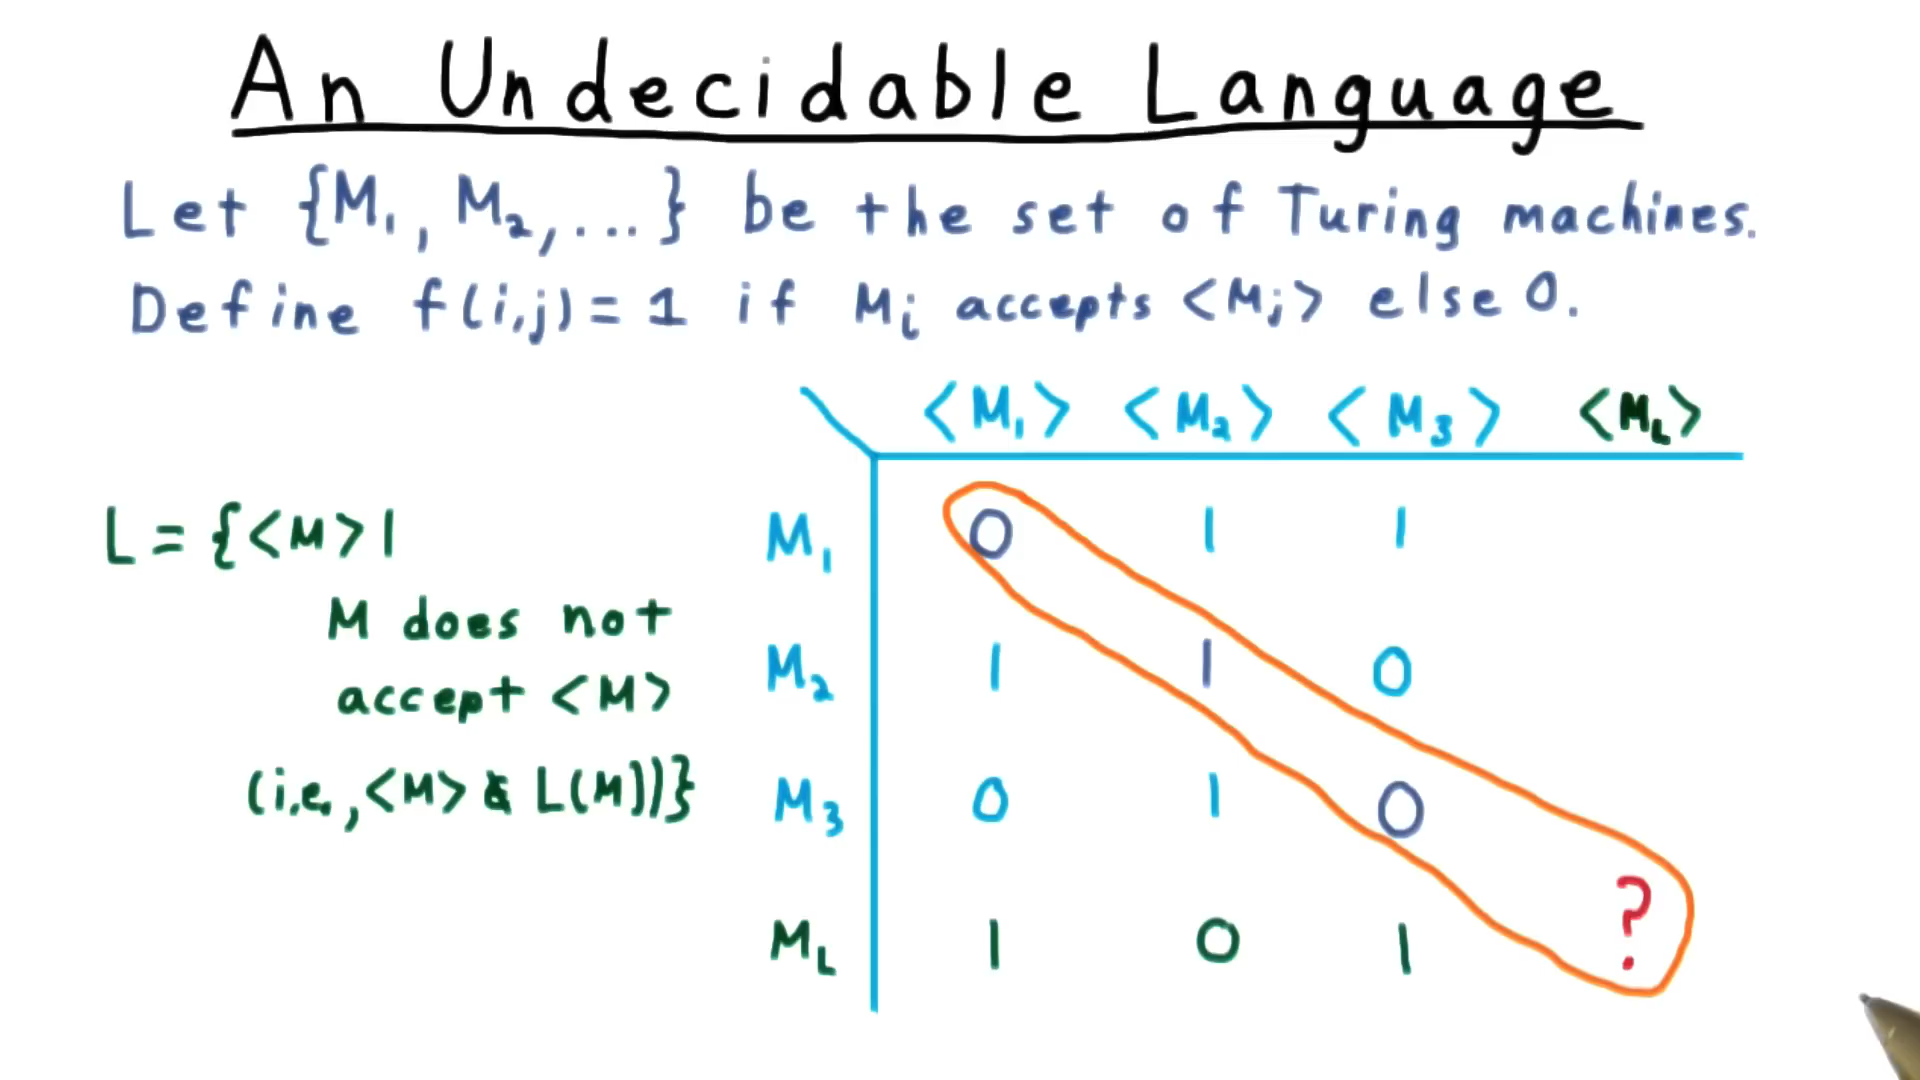 An Undecidable Language
Let {M₁, M₂,...} be the set of Turing machines.
Define f(i,j) = 1 if Mᵢ accepts <Mⱼ> else 0.
<M₁> <M₂> <M₃> <M_L>
L = {<M> |
M does not
accept <M>
(i.e., <M> ∉ L(M))}
M₁ 0 1 1
M₂ 1 1 0
M₃ 0 1 0
M_L 1 0 1 ?